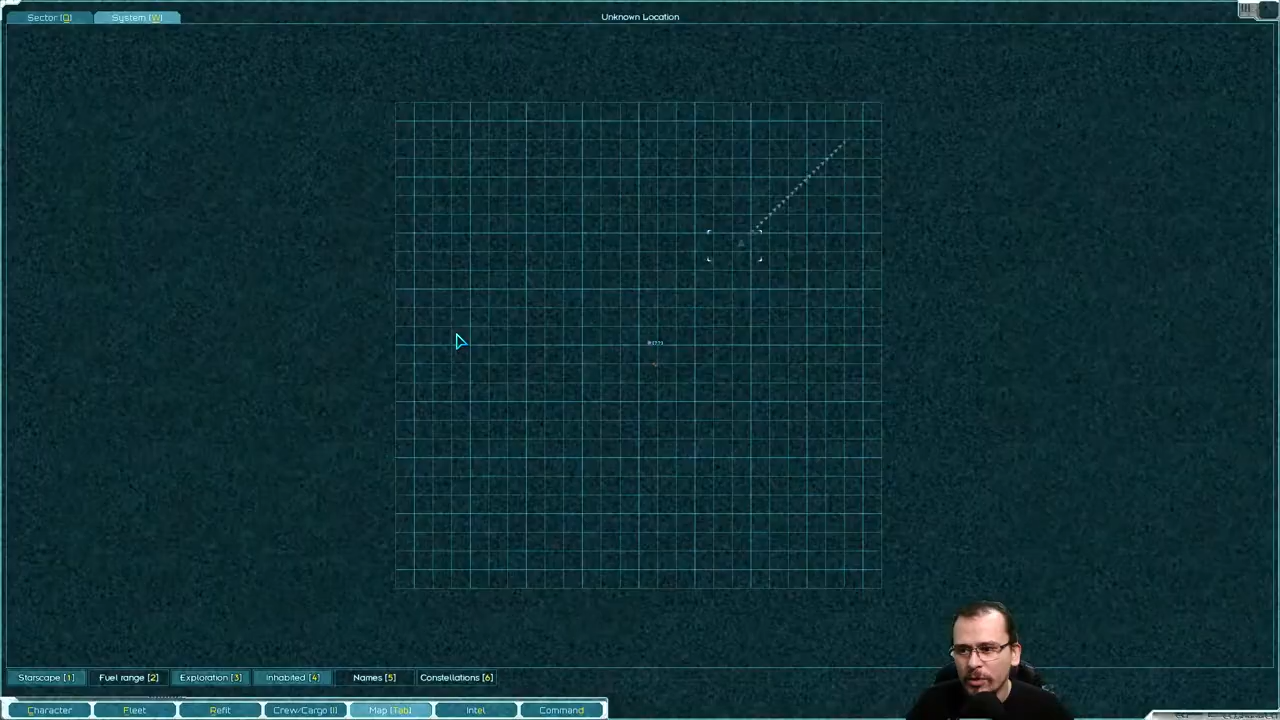 Sector [Q]
System [W]
Unknown Location
Starscape [1]
Fuel range [2]
Exploration [3]
Inhabited [4]
Names [5]
Constellations [6]
Character
Fleet
Refit
Crew/Cargo [I]
Map [Tab]
Intel
Command